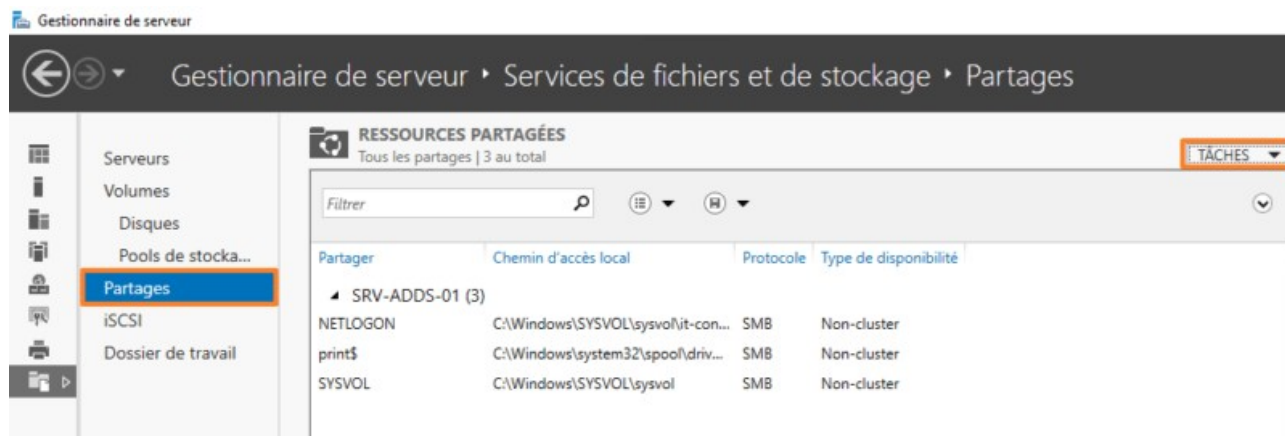 Gestionnaire de serveur
Gestionnaire de serveur ‣ Services de fichiers et de stockage ‣ Partages
RESSOURCES PARTAGÉES
Tous les partages | 3 au total
TÂCHES
Serveurs
Volumes
Disques
Pools de stocka...
Partages
iSCSI
Dossier de travail
Filtrer
Partager Chemin d'accès local Protocole Type de disponibilité
SRV-ADDS-01 (3)
NETLOGON C:\Windows\SYSVOL\sysvol\it-con... SMB Non-cluster
print$ C:\Windows\system32\spool\driv... SMB Non-cluster
SYSVOL C:\Windows\SYSVOL\sysvol SMB Non-cluster